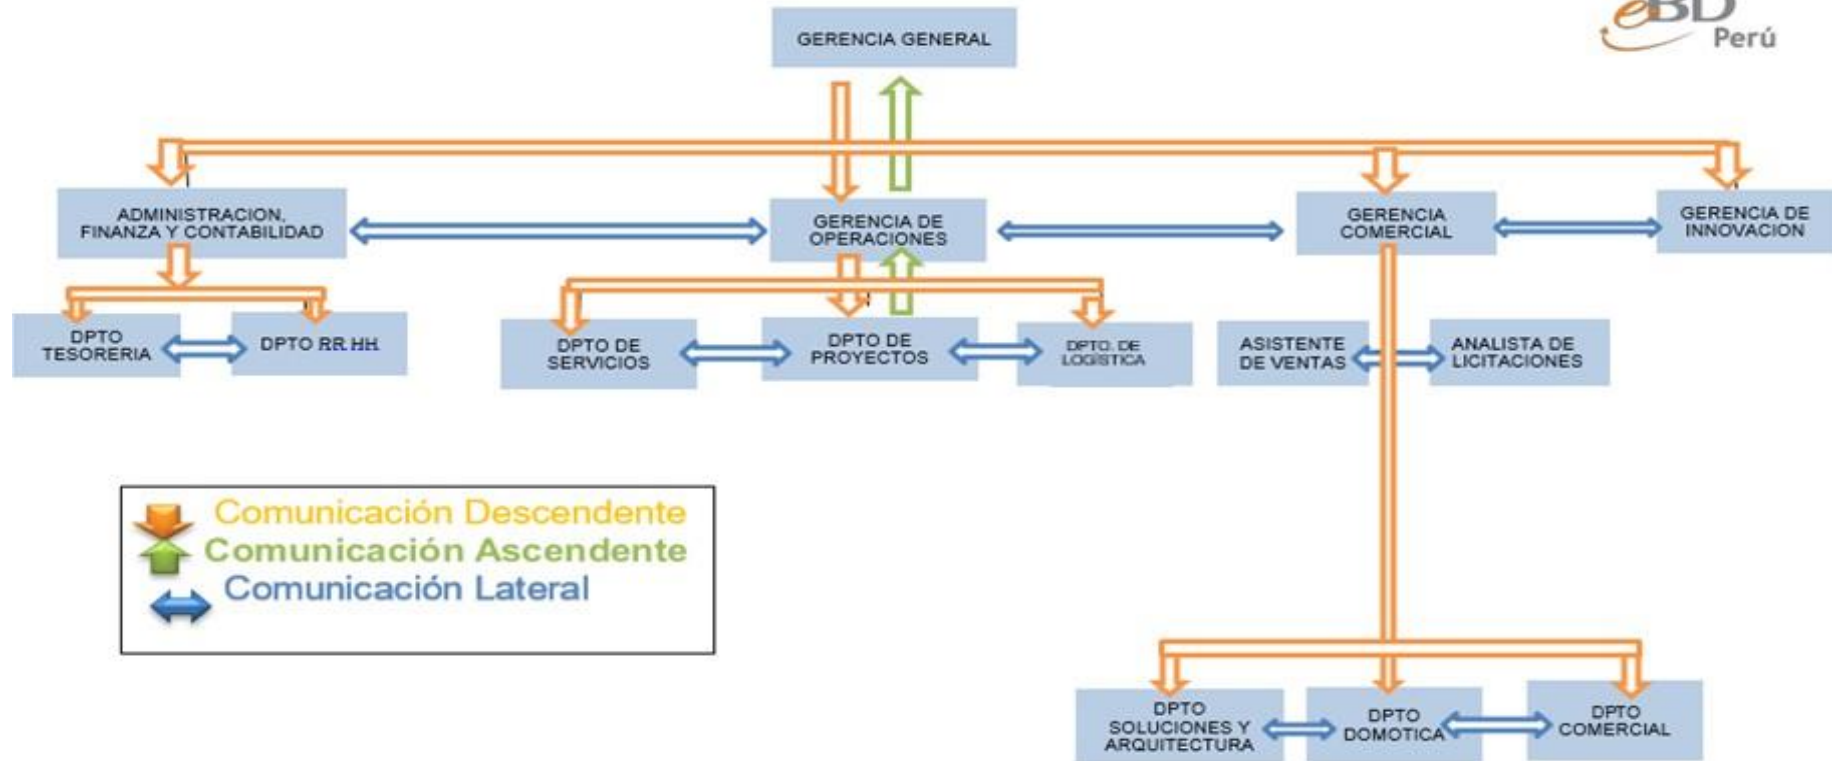 eBD
Perú
GERENCIA GENERAL
ADMINISTRACION,
FINANZA Y CONTABILIDAD
GERENCIA DE
OPERACIONES
GERENCIA
COMERCIAL
GERENCIA DE
INNOVACION
DPTO
TESORERIA
DPTO RR.HH.
DPTO DE
SERVICIOS
DPTO DE
PROYECTOS
DPTO. DE
LOGÍSTICA
ASISTENTE
DE VENTAS
ANALISTA DE
LICITACIONES
Comunicación Descendente
Comunicación Ascendente
Comunicación Lateral
DPTO
SOLUCIONES Y
ARQUITECTURA
DPTO
DOMOTICA
DPTO
COMERCIAL